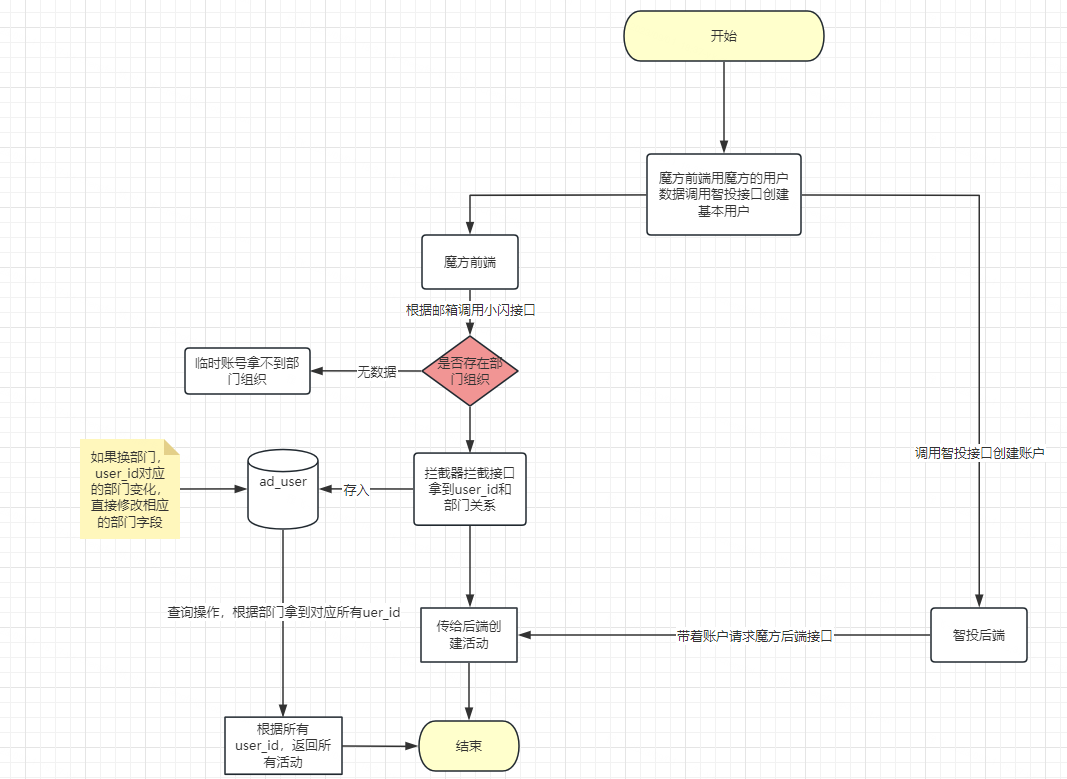 开始
魔方前端用魔方的用户
数据调用智投接口创建
基本用户
魔方前端
根据邮箱调用小闪接口
是否存在部
门组织
无数据
临时账号拿不到部
门组织
调用智投接口创建账户
如果换部门，
user_id对应
的部门变化，
直接修改相应
的部门字段
ad_user
存入
拦截器拦截接口
拿到user_id和
部门关系
查询操作，根据部门拿到对应所有uer_id
传给后端创
建活动
带着账户请求魔方后端接口
智投后端
根据所有
user_id，返回所
有活动
结束